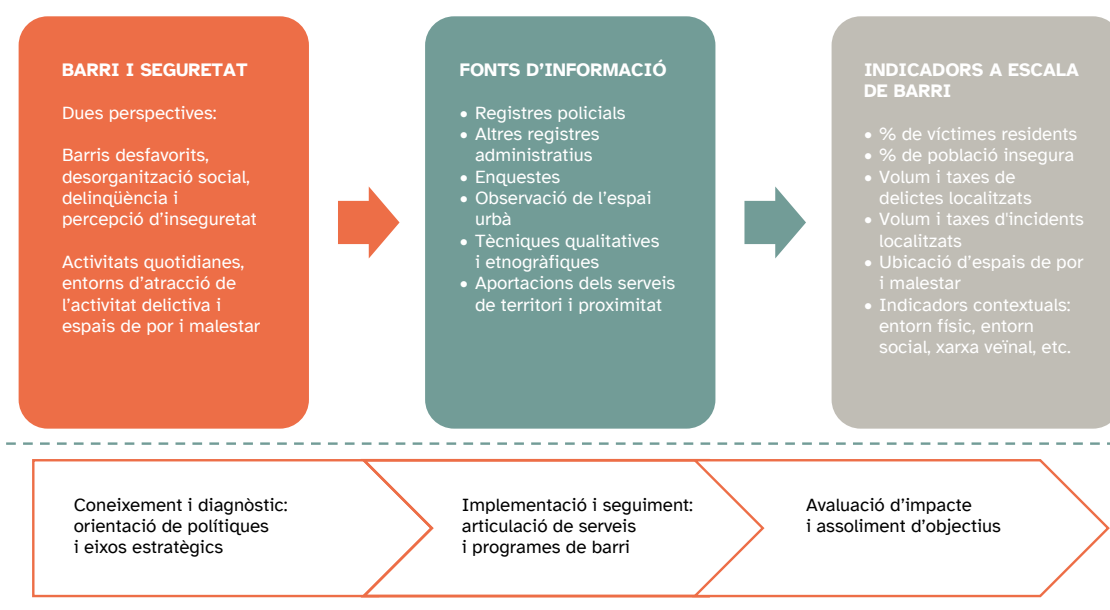 BARRI I SEGURETAT
Dues perspectives:
Barris desfavorits,
desorganització social,
delinqüència i
percepció d’inseguretat
Activitats quotidianes,
entorns d’atracció de
l’activitat delictiva i
espais de por i malestar
FONTS D’INFORMACIÓ
• Registres policials
• Altres registres
administratius
• Enquestes
• Observació de l’espai
urbà
• Tècniques qualitatives
i etnogràfiques
• Aportacions dels serveis
de territori i proximitat
INDICADORS A ESCALA
DE BARRI
• % de víctimes residents
• % de població insegura
• Volum i taxes de
delictes localitzats
• Volum i taxes d'incidents
localitzats
• Ubicació d’espais de por
i malestar
• Indicadors contextuals:
entorn físic, entorn
social, xarxa veïnal, etc.
Coneixement i diagnòstic:
orientació de polítiques
i eixos estratègics
Implementació i seguiment:
articulació de serveis
i programes de barri
Avaluació d’impacte
i assoliment d’objectius